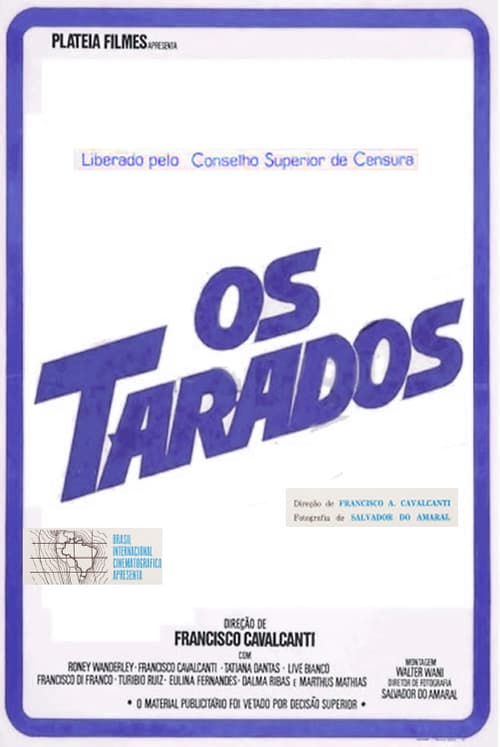 PLATEIA FILMES APRESENTA
Liberado pelo Conselho Superior de Censura
OS
TARADOS
Direção de FRANCISCO A. CAVALCANTI
Fotografia de SALVADOR DO AMARAL
BRASIL
INTERNACIONAL
CINEMATOGRAFICA
APRESENTA
DIREÇÃO DE
FRANCISCO CAVALCANTI
COM
RONEY WANDERLEY · FRANCISCO CAVALCANTI · TATIANA DANTAS · LIVE BIANCO
FRANCISCO DI FRANCO · TURIBIO RUIZ · EULINA FERNANDES · DALMA RIBAS E MARTHUS MATHIAS
MONTAGEM
WALTER WANI
DIRETOR DE FOTOGRAFIA
SALVADOR DO AMARAL
• O MATERIAL PUBLICITÁRIO FOI VETADO POR DECISÃO SUPERIOR •